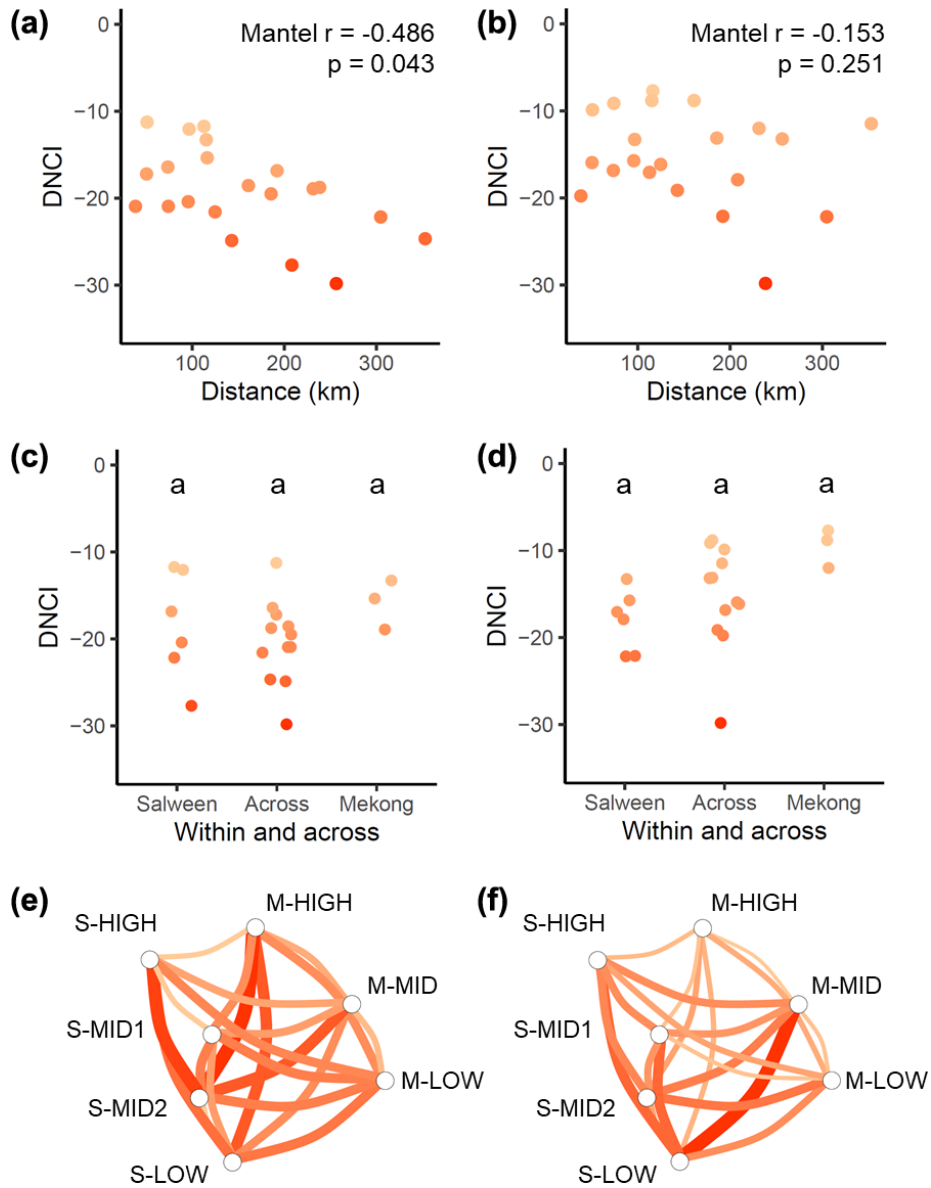 (a)
Mantel r = -0.486
p = 0.043
0
−10
−20
−30
DNCI
100
200
300
Distance (km)
(b)
Mantel r = -0.153
p = 0.251
0
−10
−20
−30
DNCI
100
200
300
Distance (km)
(c)
a
a
a
0
−10
−20
−30
DNCI
Salween
Across
Mekong
Within and across
(d)
a
a
a
0
−10
−20
−30
DNCI
Salween
Across
Mekong
Within and across
(e)
M-HIGH
S-HIGH
M-MID
S-MID1
M-LOW
S-MID2
S-LOW
(f)
M-HIGH
S-HIGH
M-MID
S-MID1
M-LOW
S-MID2
S-LOW